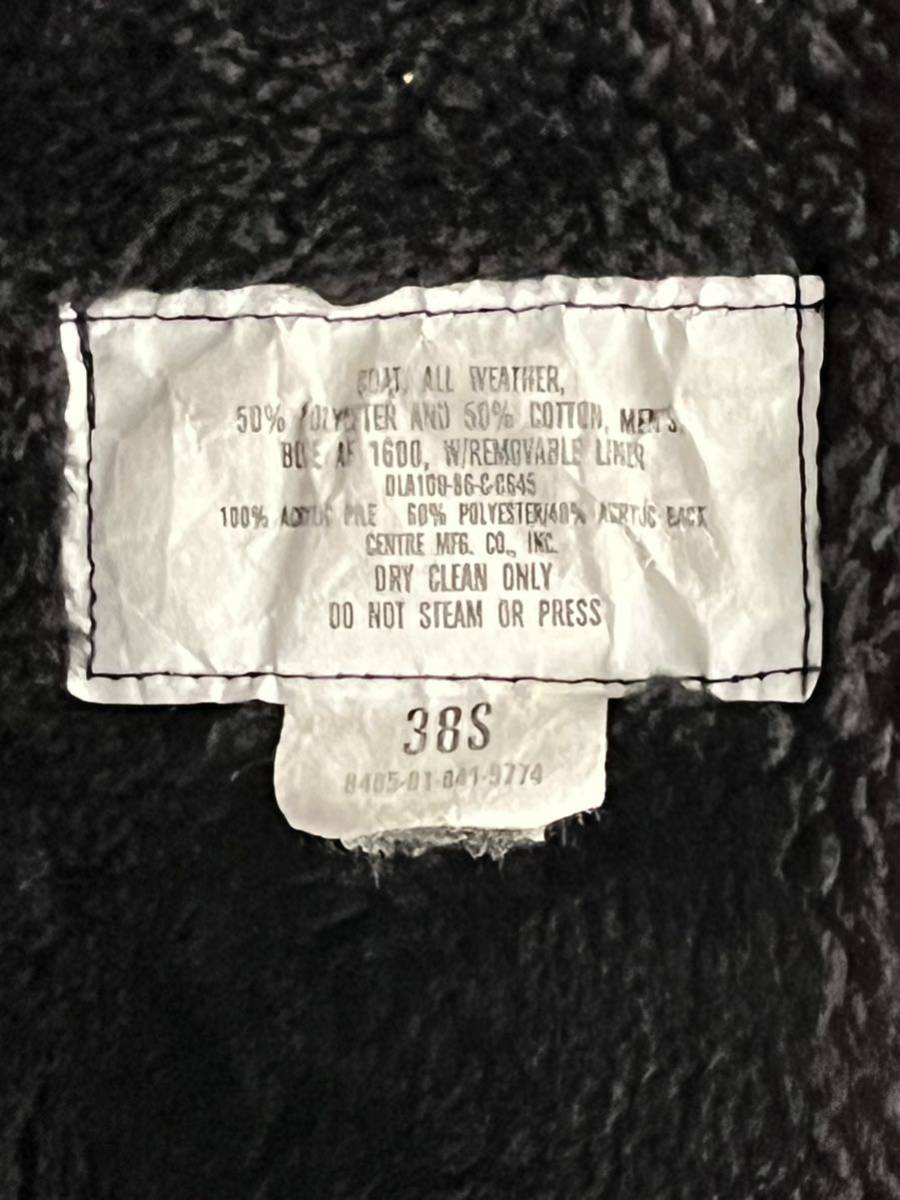 COAT, ALL WEATHER,
50% POLYESTER AND 50% COTTON, MEN'S,
BLUE AF 1600, W/REMOVABLE LINER
DLA100-86-C-C645
100% ACRYLIC PILE 60% POLYESTER/40% ACRYLIC BACK
CENTRE MFG. CO., INC.
DRY CLEAN ONLY
DO NOT STEAM OR PRESS
38S
8405-01-041-9774